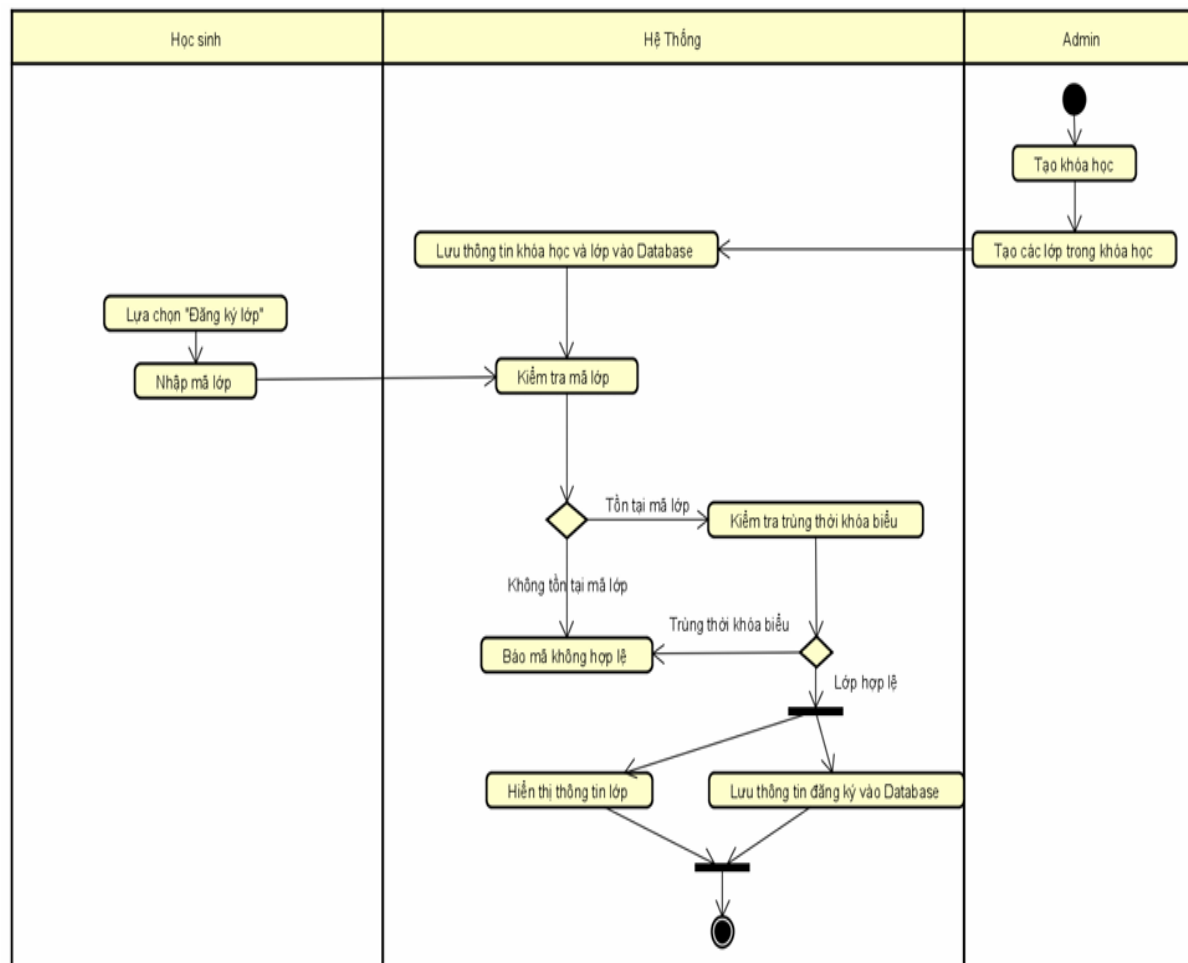 Học sinh
Hệ Thống
Admin
Tạo khóa học
Tạo các lớp trong khóa học
Lưu thông tin khóa học và lớp vào Database
Lựa chọn "Đăng ký lớp"
Nhập mã lớp
Kiểm tra mã lớp
Tồn tại mã lớp
Kiểm tra trùng thời khóa biểu
Không tồn tại mã lớp
Trùng thời khóa biểu
Báo mã không hợp lệ
Lớp hợp lệ
Hiển thị thông tin lớp
Lưu thông tin đăng ký vào Database